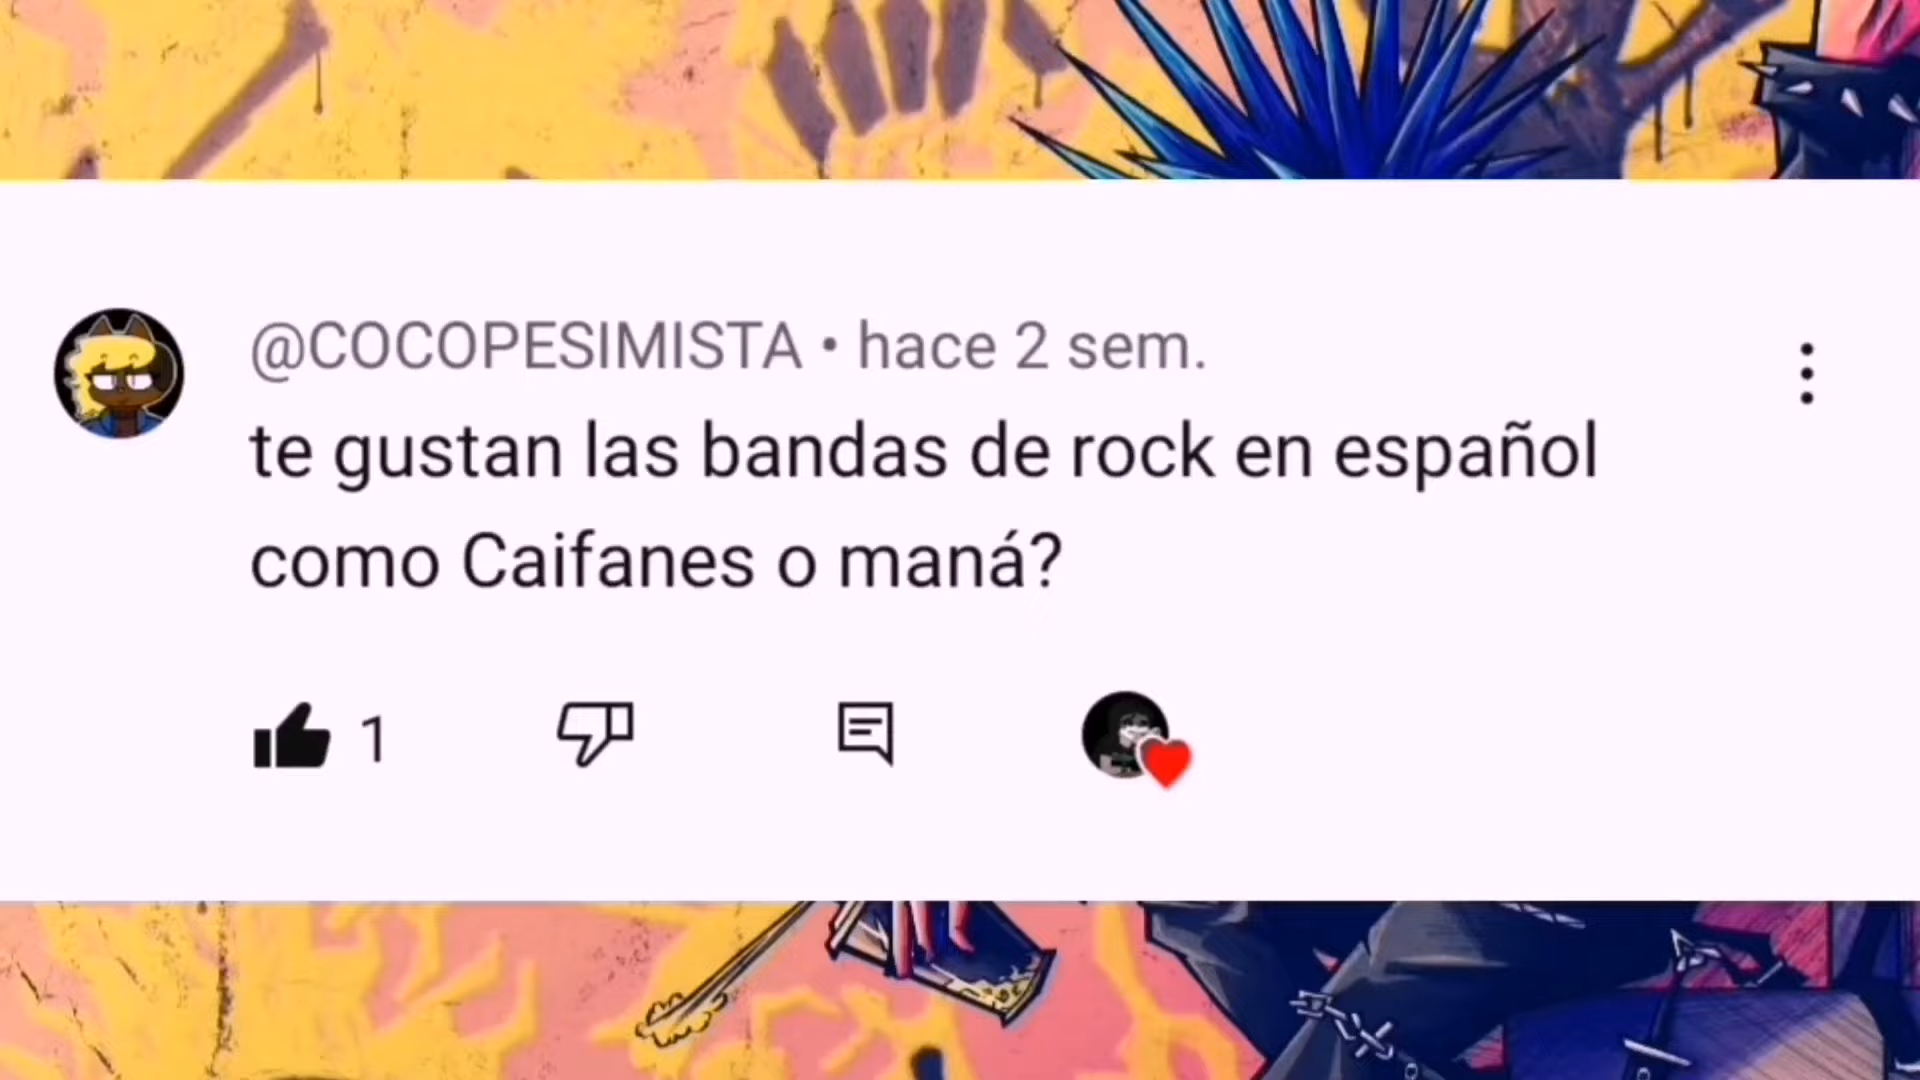 @COCOPESIMISTA • hace 2 sem.
te gustan las bandas de rock en español
como Caifanes o maná?
1